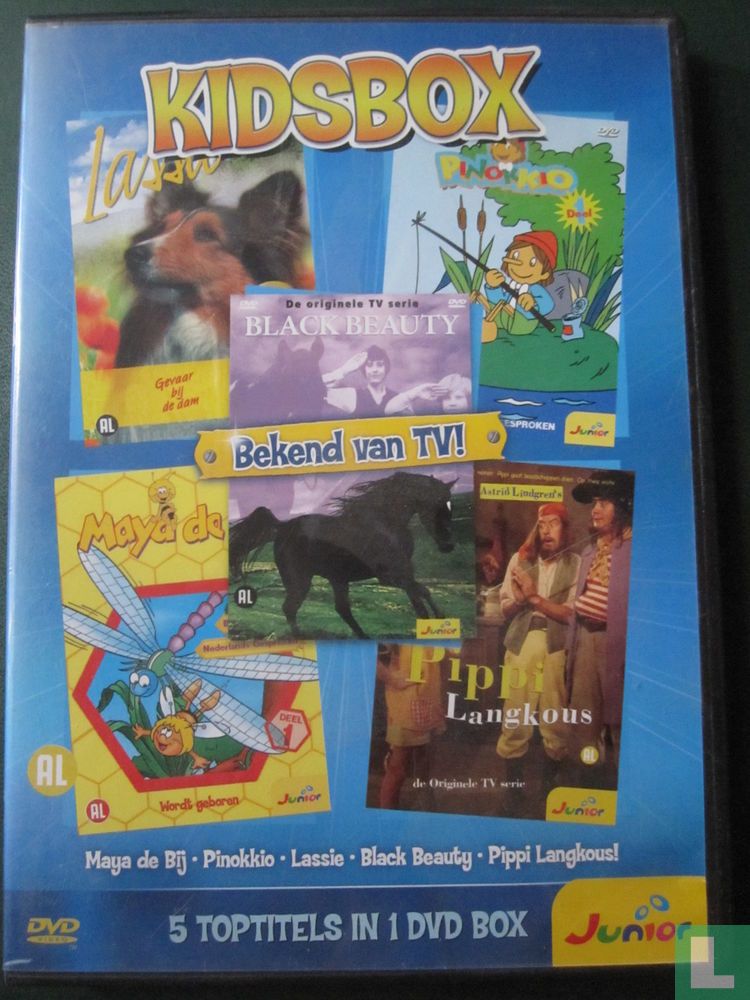 KIDSBOX
Lassie
Gevaar
bij
de dam
AL
DVD
PINOKKIO
Deel
1
ESPROKEN
Junior
De originele TV serie
BLACK BEAUTY
Bekend van TV!
AL
Junior
Maya de
Nederlands
DEEL
1
AL
Wordt geboren
Junior
AL
Astrid Lindgren's
Pippi
Langkous
AL
de Originele TV serie
Junior
Maya de Bij · Pinokkio · Lassie · Black Beauty · Pippi Langkous!
DVD
VIDEO
5 TOPTITELS IN 1 DVD BOX
Junior
L